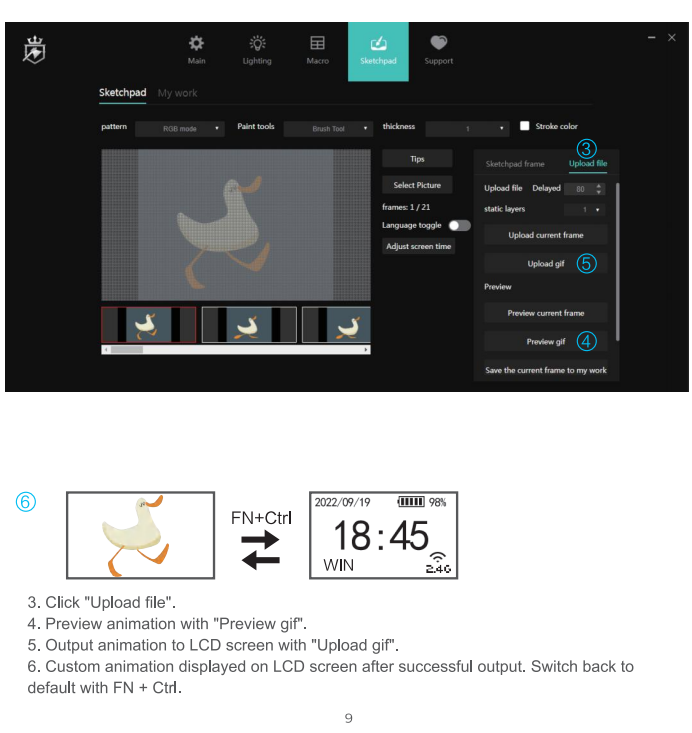 Main
Lighting
Macro
Sketchpad
Support
Sketchpad My work
pattern RGB mode Paint tools Brush Tool thickness 1 Stroke color
3
Tips
Sketchpad frame Upload file
Select Picture
Upload file Delayed 00
frames: 1 / 21
static layers 1
Language toggle
Upload current frame
Adjust screen time
Upload gif 5
Preview
Preview current frame
Preview gif 4
Save the current frame to my work
6
FN+Ctrl
2022/09/19 98%
18:45
WIN 2.4G
3. Click "Upload file".
4. Preview animation with "Preview gif".
5. Output animation to LCD screen with "Upload gif".
6. Custom animation displayed on LCD screen after successful output. Switch back to
default with FN + Ctrl.
9